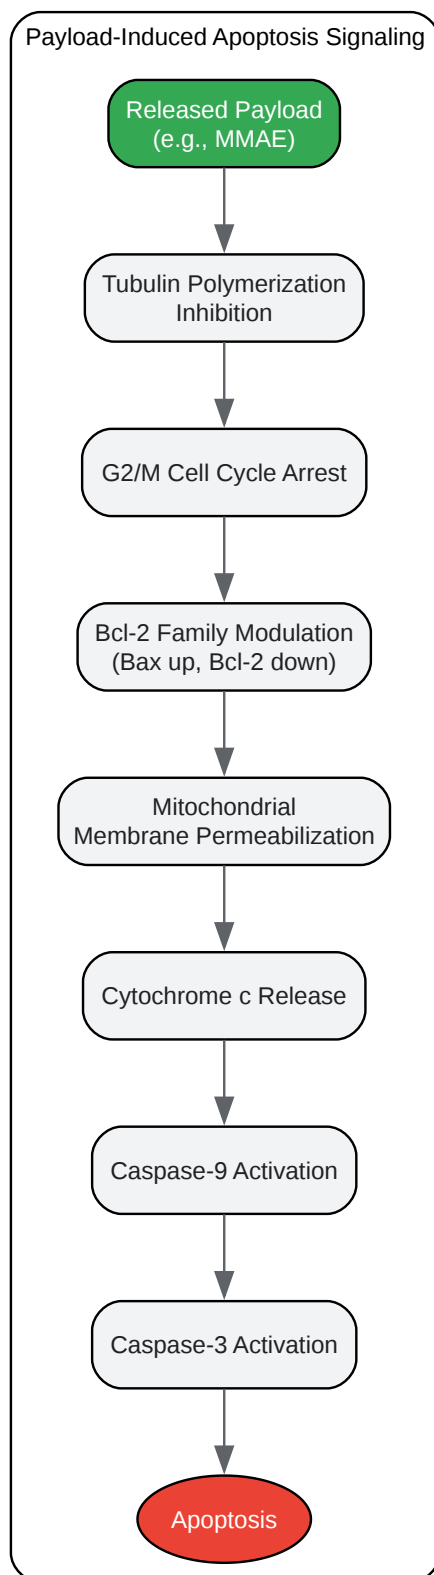 Payload-Induced Apoptosis Signaling
Released Payload
(e.g., MMAE)
Tubulin Polymerization
Inhibition
G2/M Cell Cycle Arrest
Bcl-2 Family Modulation
(Bax up, Bcl-2 down)
Mitochondrial
Membrane Permeabilization
Cytochrome c Release
Caspase-9 Activation
Caspase-3 Activation
Apoptosis